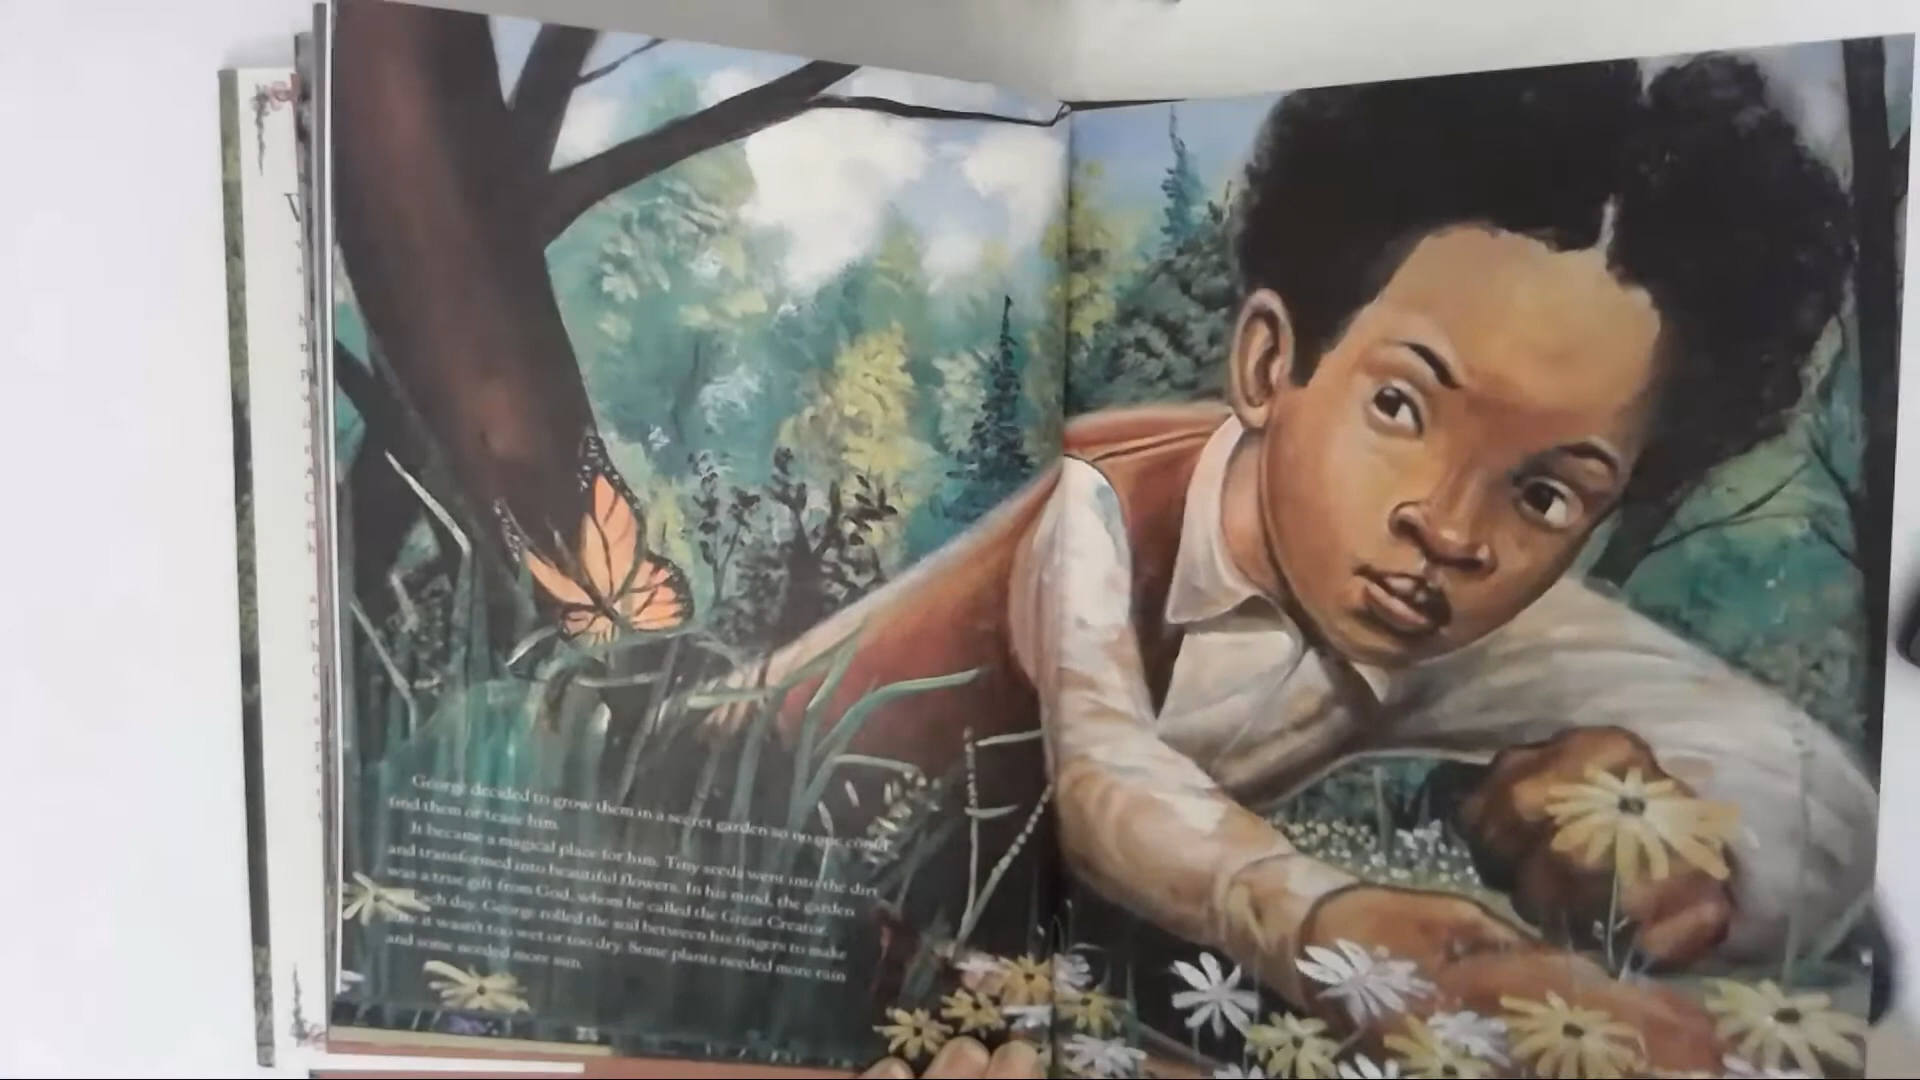 George decided to grow them in a secret garden so no one could
find them or tease him.
It became a magical place for him. Tiny seeds went into the dirt
and transformed into beautiful flowers. In his mind, the garden
was a true gift from God, whom he called the Great Creator.
each day, George rolled the soil between his fingers to make
sure it wasn't too wet or too dry. Some plants needed more rain
and some needed more sun.